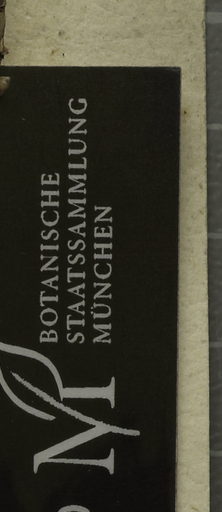 BOTANISCHE
STAATSSAMMLUNG
MÜNCHEN
M